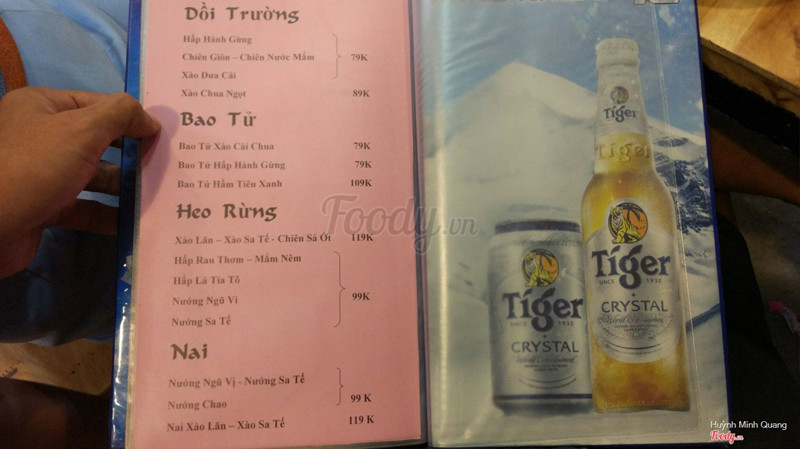 Dồi Trường
Hấp Hành Gừng
Chiên Giòn – Chiên Nước Mắm 79K
Xào Dưa Cải
Xào Chua Ngọt 89K
Bao Tử
Bao Tử Xào Cải Chua 79K
Bao Tử Hấp Hành Gừng 79K
Bao Tử Hầm Tiêu Xanh 109K
Heo Rừng
Xào Lăn – Xào Sa Tế - Chiên Sả Ớt 119K
Hấp Rau Thơm – Mắm Nêm
Hấp Lá Tía Tô
Nướng Ngũ Vị 99K
Nướng Sa Tế
Nai
Nướng Ngũ Vị - Nướng Sa Tế
Nướng Chao 99 K
Nai Xào Lăn – Xào Sa Tế 119 K
Foody.vn
Tiger
Tiger
Tiger
SINCE 1932
CRYSTAL
Tiger
SINCE 1932
CRYSTAL
Huỳnh Minh Quang
Foody.vn